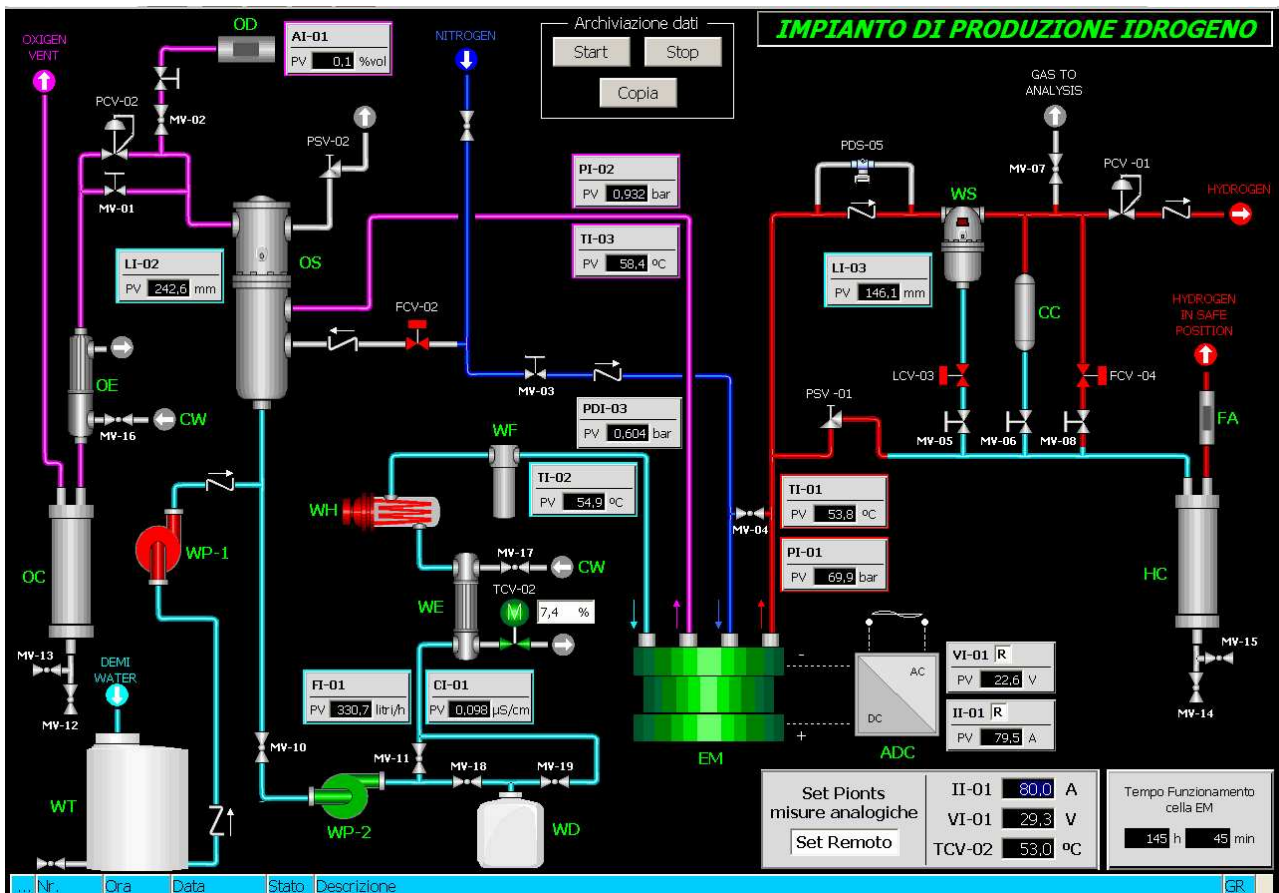 IMPIANTO DI PRODUZIONE IDROGENO
Archiviazione dati
Start
Stop
Copia
OXIGEN
VENT
OD
AI-01
PV 0,1 %vol
NITROGEN
PCV-02
MV-02
PSV-02
MV-01
OS
LI-02
PV 242,6 mm
PI-02
PV 0,932 bar
TI-03
PV 58,4 ºC
FCV-02
MV-03
PDI-03
PV 0,604 bar
GAS TO
ANALYSIS
PDS-05
MV-07
PCV -01
WS
HYDROGEN
LI-03
PV 146,1 mm
CC
HYDROGEN
IN SAFE
POSITION
LCV-03
FCV -04
PSV -01
MV-05
MV-06
MV-08
FA
OE
MV-16
CW
WF
TI-02
PV 54,9 ºC
WH
MV-17
CW
TCV-02
M
7,4 %
WE
MV-04
TI-01
PV 53,8 ºC
PI-01
PV 69,9 bar
HC
WP-1
OC
MV-13
MV-12
DEMI
WATER
MV-15
MV-14
FI-01
PV 330,7 litri/h
CI-01
PV 0,098 µS/cm
-
AC
DC
+
ADC
VI-01 R
PV 22,6 V
II-01 R
PV 79,5 A
EM
MV-10
MV-11
MV-18
MV-19
WT
WP-2
WD
Set Pionts
misure analogiche
Set Remoto
II-01 80,0 A
VI-01 29,3 V
TCV-02 53,0 ºC
Tempo Funzionamento
cella EM
145 h 45 min
... Nr. Ora Data Stato Descrizione GR